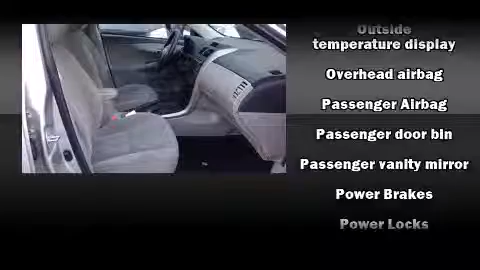 Outside
temperature display
Overhead airbag
Passenger Airbag
Passenger door bin
Passenger vanity mirror
Power Brakes
Power Locks